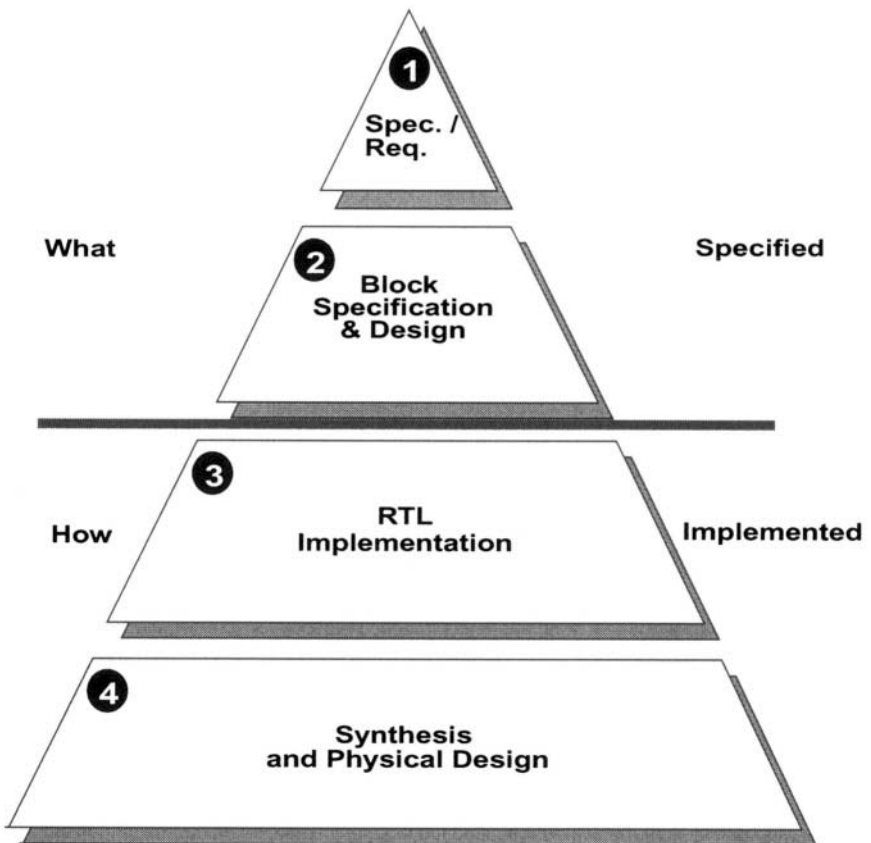 1
Spec. /
Req.
What
Specified
2
Block
Specification
& Design
3
RTL
Implementation
How
Implemented
4
Synthesis
and Physical Design